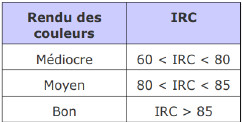 Rendu des couleurs IRC
Médiocre 60 < IRC < 80
Moyen 80 < IRC < 85
Bon IRC > 85